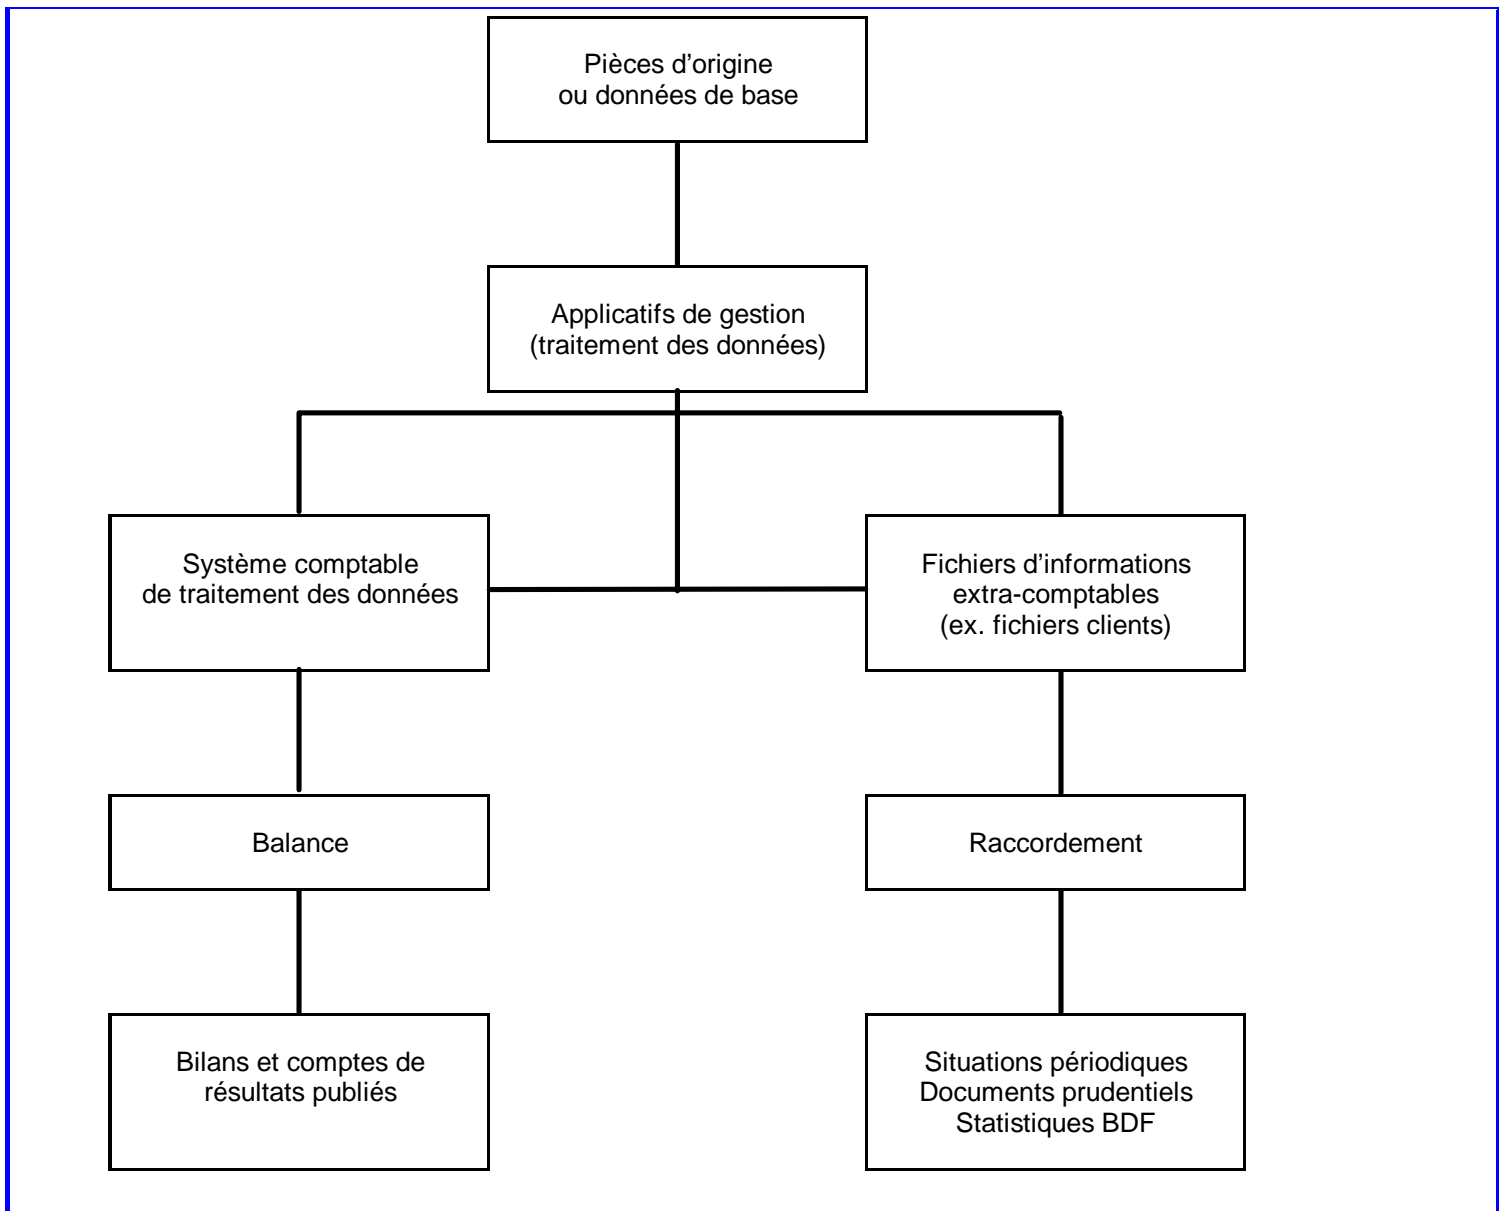 Pièces d’origine
ou données de base
Applicatifs de gestion
(traitement des données)
Système comptable
de traitement des données
Fichiers d’informations
extra-comptables
(ex. fichiers clients)
Balance
Raccordement
Bilans et comptes de
résultats publiés
Situations périodiques
Documents prudentiels
Statistiques BDF